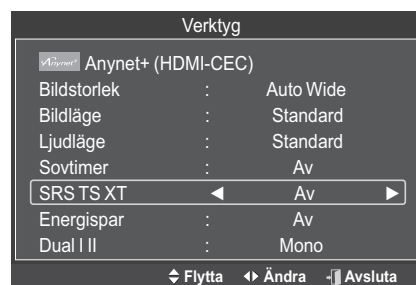 Verktyg
Anynet+ Anynet+ (HDMI-CEC)
Bildstorlek : Auto Wide
Bildläge : Standard
Ljudläge : Standard
Sovtimer : Av
SRS TS XT ◄ Av ►
Energispar : Av
Dual I II : Mono
Flytta Ändra Avsluta